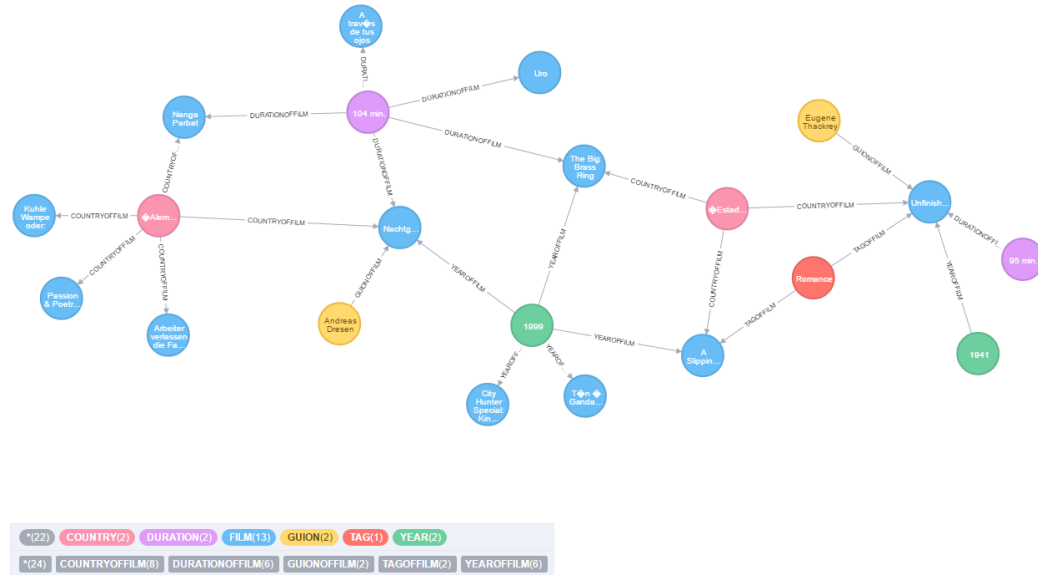 A
trav�s
de tus
ojos
DURATI...
Uro
DURATIONOFFILM
Nanga
Parbat
DURATIONOFFILM
104 min.
DURATIONOFFILM
DURATIONOFFILM
The Big
Brass
Ring
Eugene
Thackrey
GUIONOFFILM
COUNTRYOF...
COUNTRYOFFILM
�Estad...
COUNTRYOFFILM
Unfinish...
Kuhle
Wampe
oder:
COUNTRYOFFILM
�Alem...
COUNTRYOFFILM
Nachtg...
YEAROFFILM
TAGOFFILM
DURATIONOFFI...
95 min.
COUNTRYOFFILM
COUNTRYOFFILM
GUIONOFFILM
YEAROFFILM
COUNTRYOFFILM
Romance
YEAROFFILM
Passion
& Poetr...
Arbeiter
verlassen
die Fa...
Andreas
Dresen
1999
YEAROFFILM
TAGOFFILM
A
Slippin...
1941
YEAROFF...
YEAROF...
City
Hunter
Special:
Kin...
T�n �
Ganda...
*(22) COUNTRY(2) DURATION(2) FILM(13) GUION(2) TAG(1) YEAR(2)
*(24) COUNTRYOFFILM(8) DURATIONOFFILM(6) GUIONOFFILM(2) TAGOFFILM(2) YEAROFFILM(6)